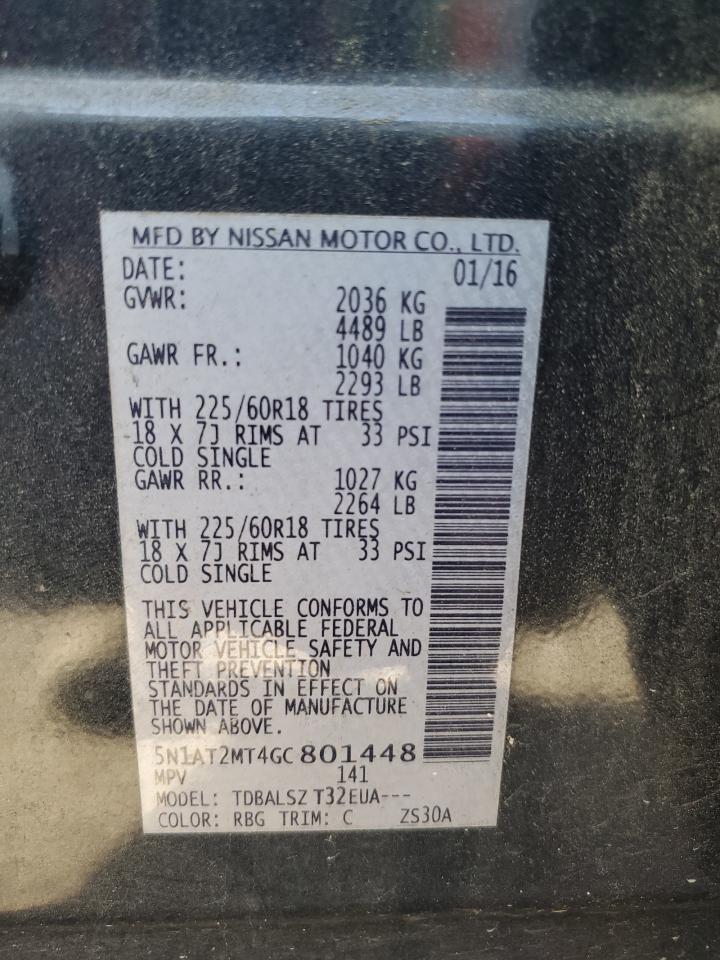 MFD BY NISSAN MOTOR CO., LTD.
DATE: 01/16
GVWR: 2036 KG
4489 LB
GAWR FR.: 1040 KG
2293 LB
WITH 225/60R18 TIRES
18 X 7J RIMS AT 33 PSI
COLD SINGLE
GAWR RR.: 1027 KG
2264 LB
WITH 225/60R18 TIRES
18 X 7J RIMS AT 33 PSI
COLD SINGLE
THIS VEHICLE CONFORMS TO
ALL APPLICABLE FEDERAL
MOTOR VEHICLE SAFETY AND
THEFT PREVENTION
STANDARDS IN EFFECT ON
THE DATE OF MANUFACTURE
SHOWN ABOVE.
5N1AT2MT4GC801448
MPV 141
MODEL: TDBALSZ T32EUA---
COLOR: RBG TRIM: C ZS30A